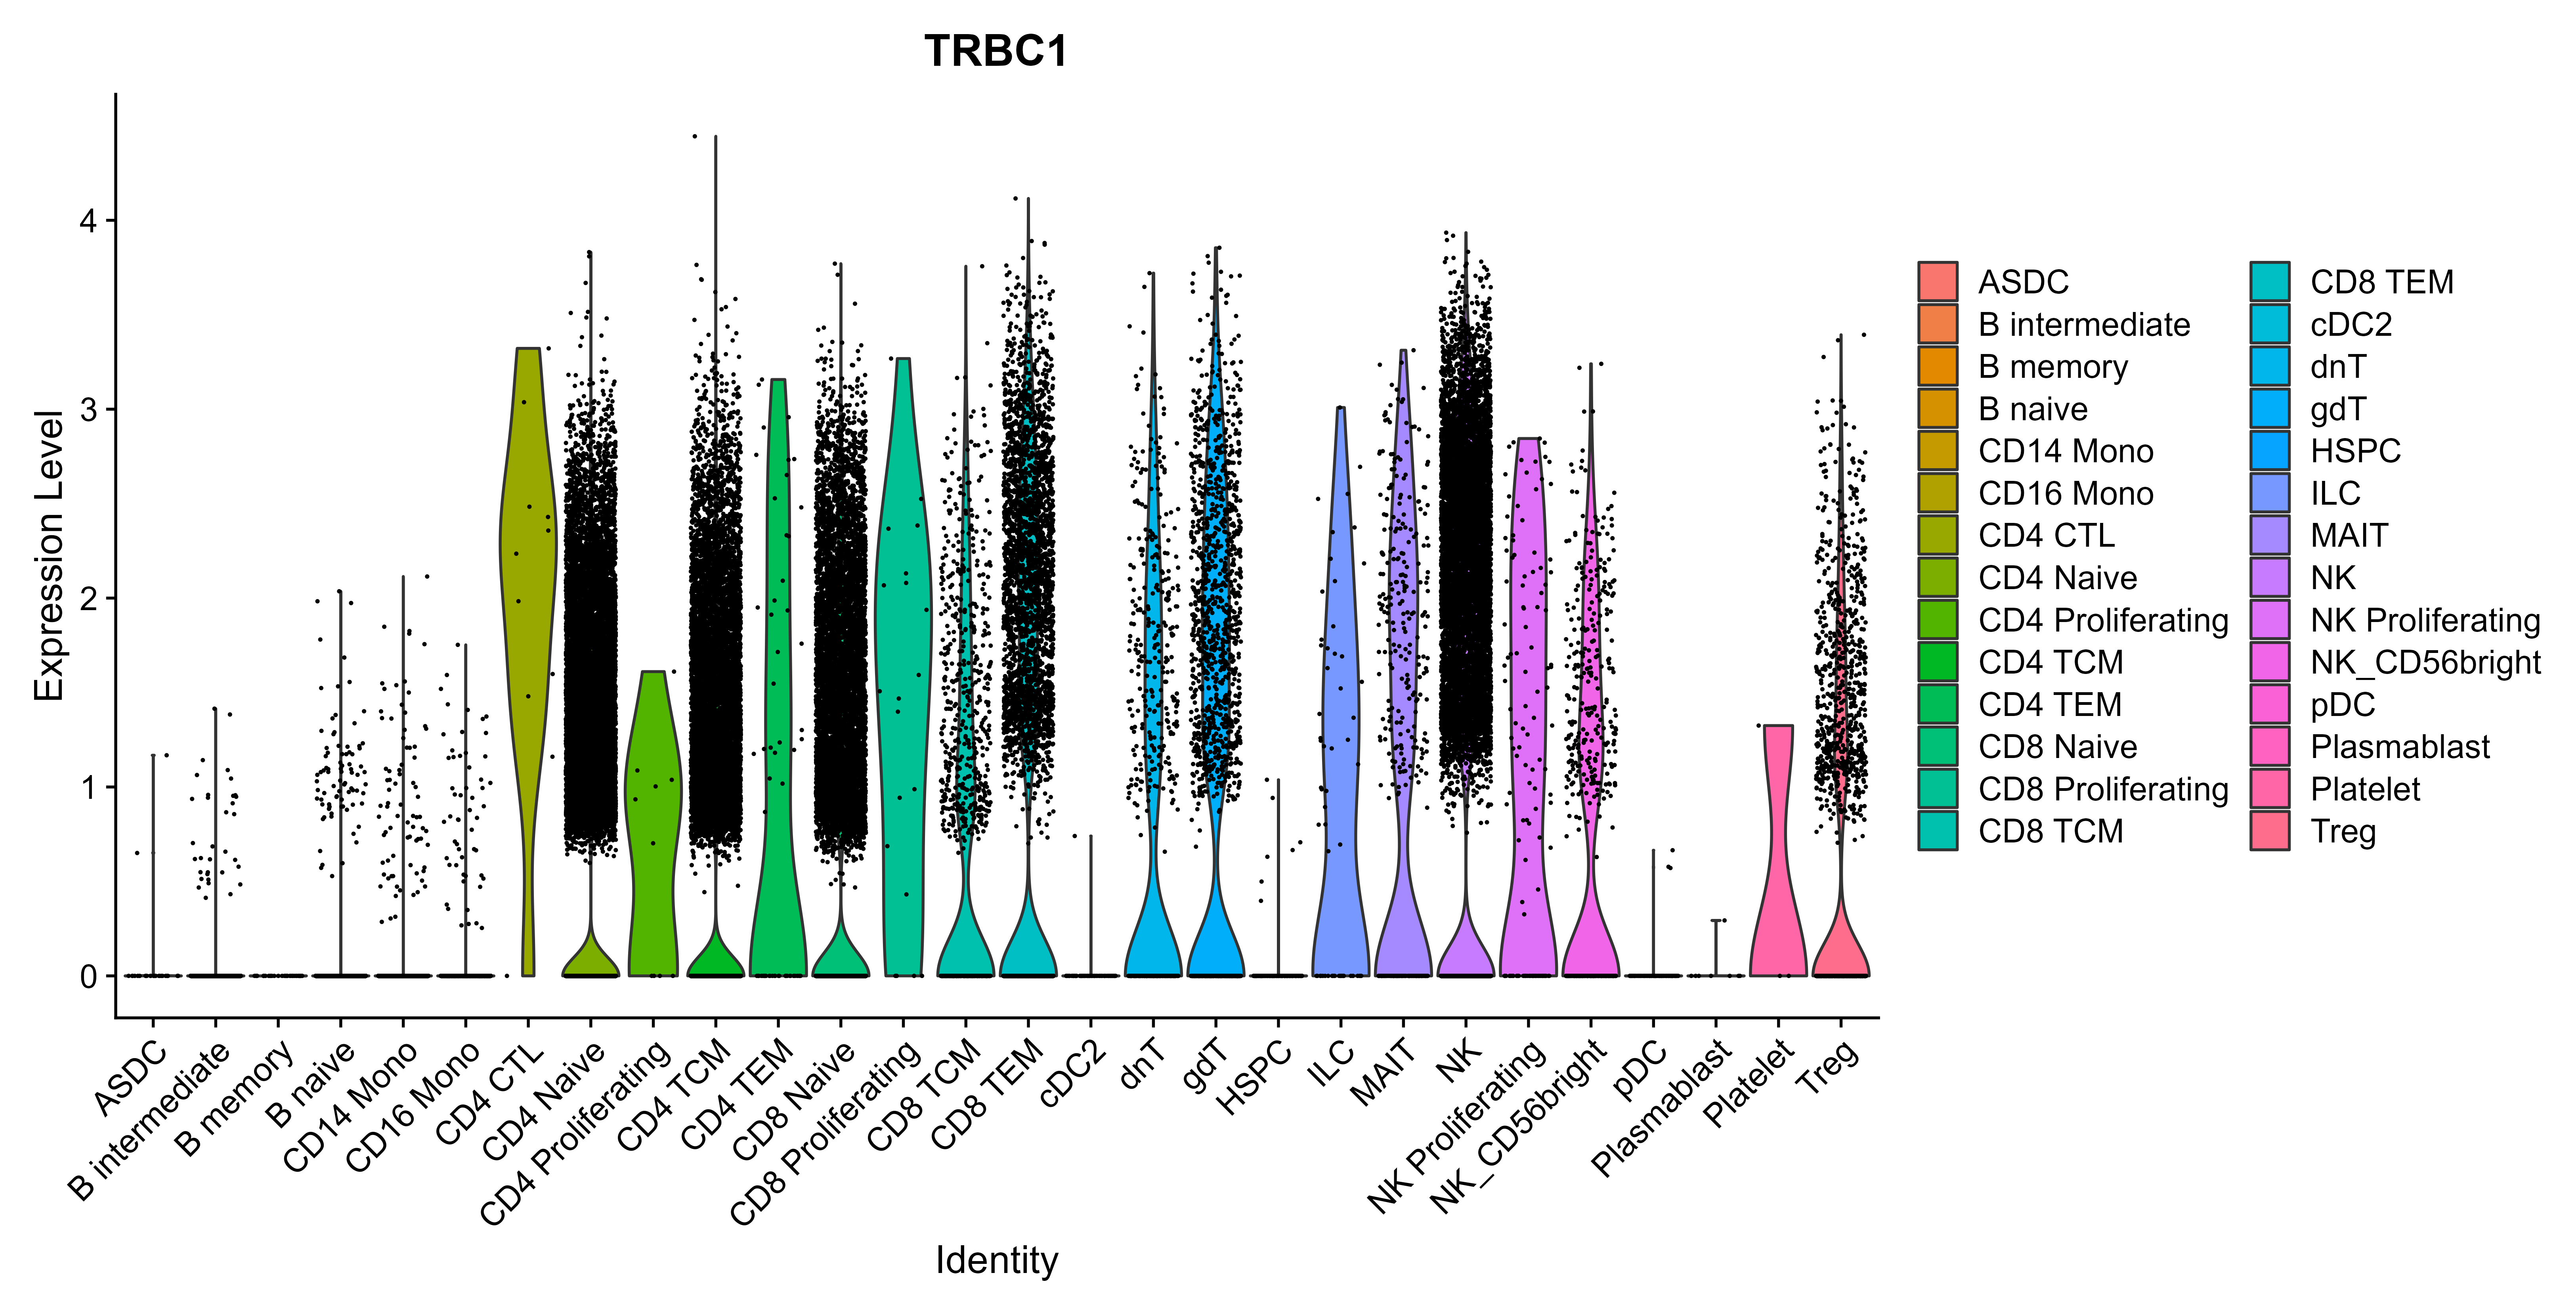 TRBC1
Expression Level
4
3
2
1
0
ASDC
B intermediate
B memory
B naive
CD14 Mono
CD16 Mono
CD4 CTL
CD4 Naive
CD4 Proliferating
CD4 TCM
CD4 TEM
CD8 Naive
CD8 Proliferating
CD8 TCM
CD8 TEM
cDC2
dnT
gdT
HSPC
ILC
MAIT
NK
NK Proliferating
NK_CD56bright
pDC
Plasmablast
Platelet
Treg
Identity
ASDC
B intermediate
B memory
B naive
CD14 Mono
CD16 Mono
CD4 CTL
CD4 Naive
CD4 Proliferating
CD4 TCM
CD4 TEM
CD8 Naive
CD8 Proliferating
CD8 TCM
CD8 TEM
cDC2
dnT
gdT
HSPC
ILC
MAIT
NK
NK Proliferating
NK_CD56bright
pDC
Plasmablast
Platelet
Treg